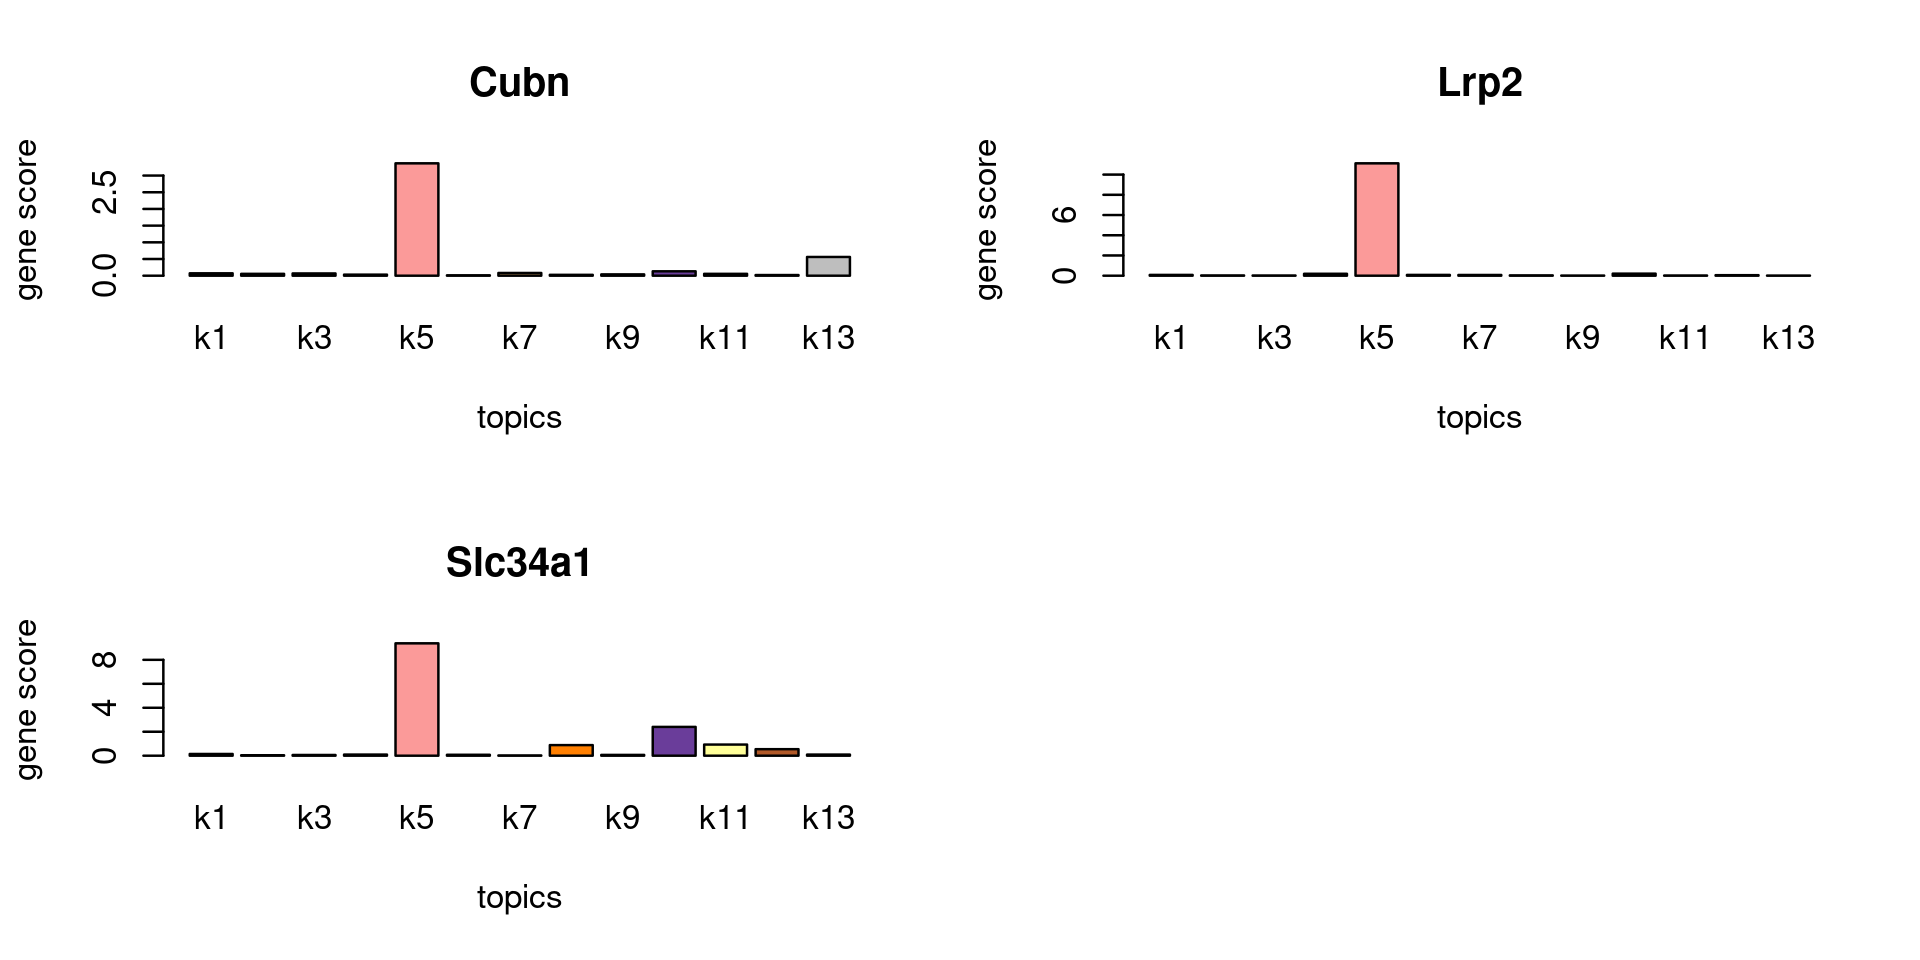 Cubn
gene score
2.5
0.0
k1 k3 k5 k7 k9 k11 k13
topics
Lrp2
gene score
6
0
k1 k3 k5 k7 k9 k11 k13
topics
Slc34a1
gene score
8
4
0
k1 k3 k5 k7 k9 k11 k13
topics